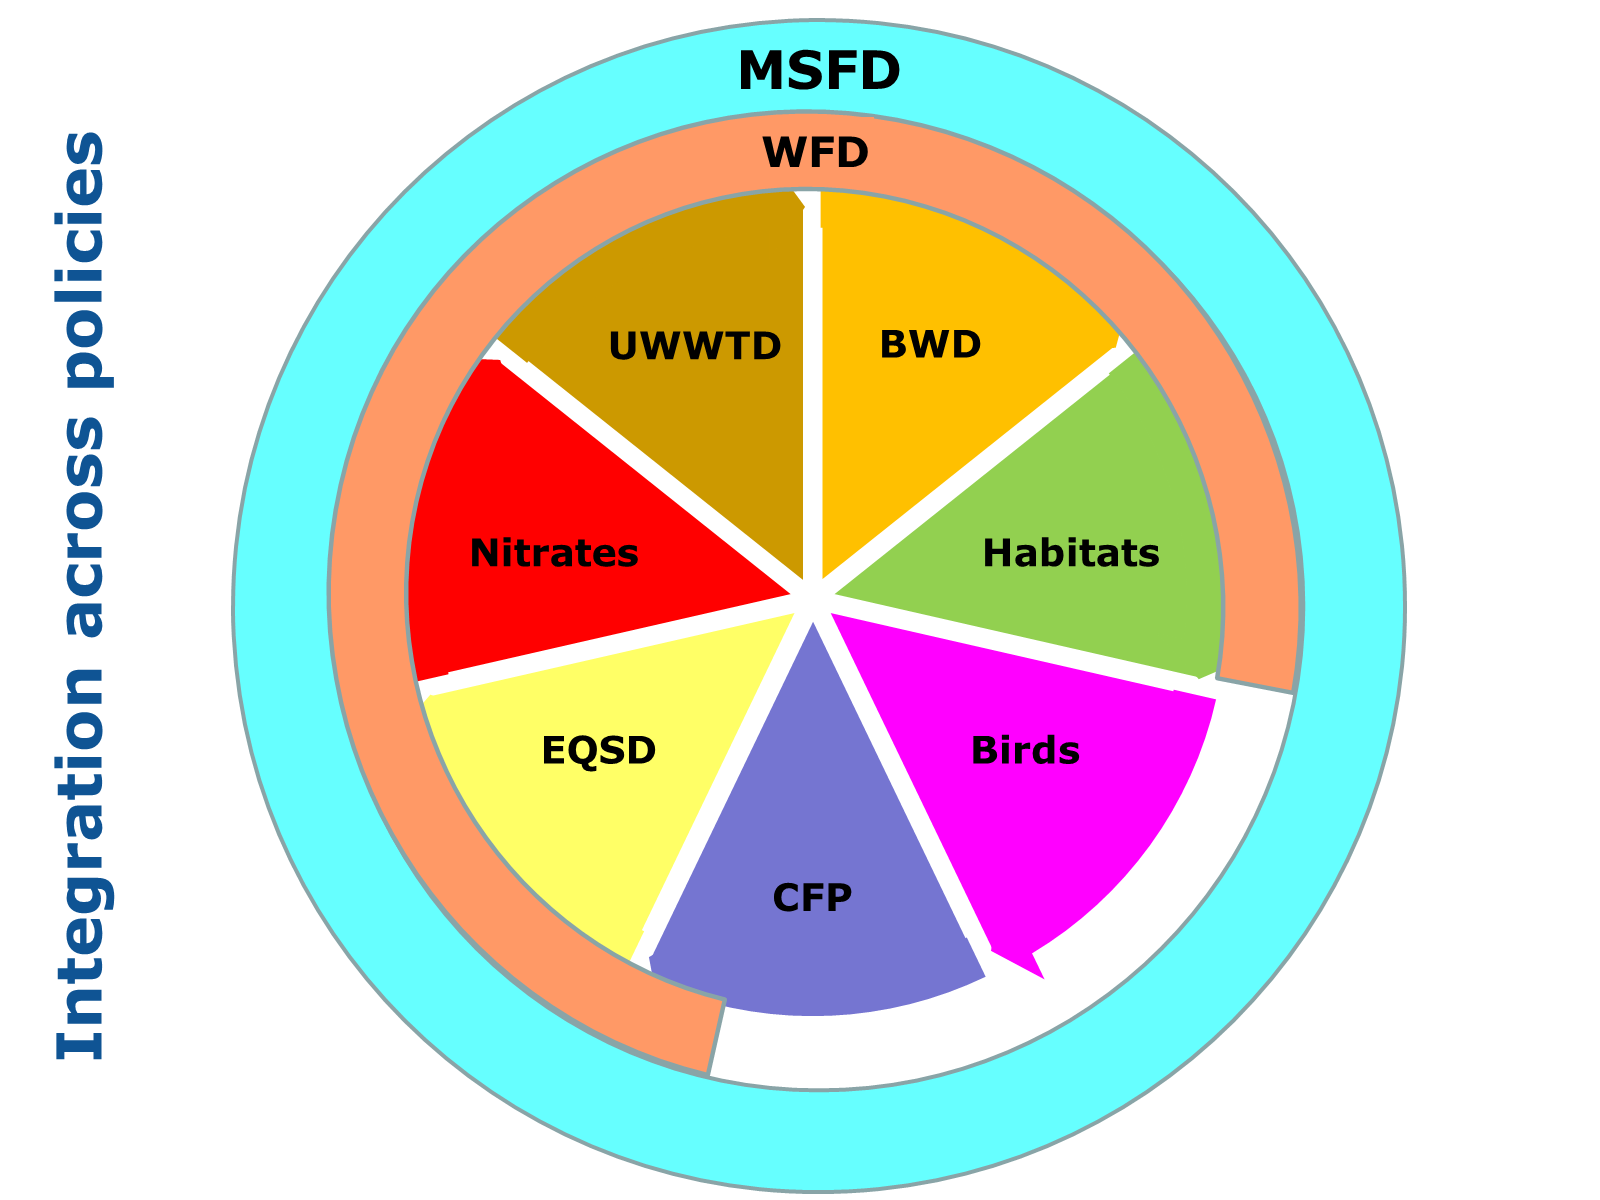 Integration across policies
MSFD
WFD
UWWTD
BWD
Nitrates
Habitats
EQSD
Birds
CFP